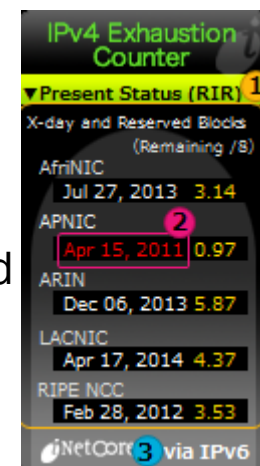 IPv4 Exhaustion
Counter
▼Present Status (RIR) 1
X-day and Reserved Blocks
(Remaining /8)
AfriNIC
Jul 27, 2013 3.14
APNIC 2
Apr 15, 2011 0.97
d
ARIN
Dec 06, 2013 5.87
LACNIC
Apr 17, 2014 4.37
RIPE NCC
Feb 28, 2012 3.53
iNetCore 3 via IPv6